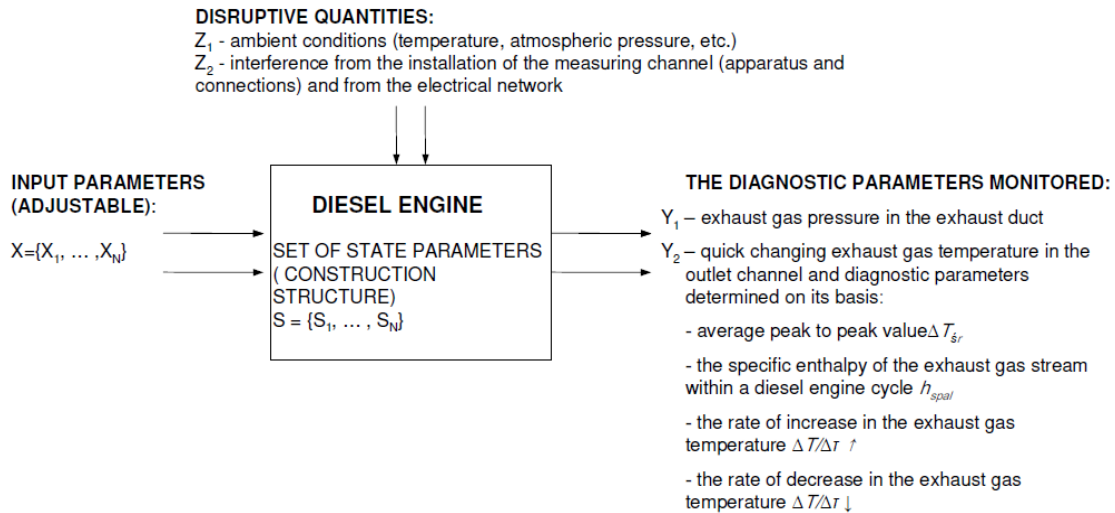 DISRUPTIVE QUANTITIES:
Z₁ - ambient conditions (temperature, atmospheric pressure, etc.)
Z₂ - interference from the installation of the measuring channel (apparatus and
connections) and from the electrical network
INPUT PARAMETERS
(ADJUSTABLE):
X={X₁, ... ,X_N}
DIESEL ENGINE
SET OF STATE PARAMETERS
( CONSTRUCTION
STRUCTURE)
S = {S₁, ... , S_N}
THE DIAGNOSTIC PARAMETERS MONITORED:
Y₁ – exhaust gas pressure in the exhaust duct
Y₂ – quick changing exhaust gas temperature in the
outlet channel and diagnostic parameters
determined on its basis:
- average peak to peak value Δ T_śr
- the specific enthalpy of the exhaust gas stream
within a diesel engine cycle h_spal
- the rate of increase in the exhaust gas
temperature Δ T/Δτ ↑
- the rate of decrease in the exhaust gas
temperature Δ T/Δτ ↓